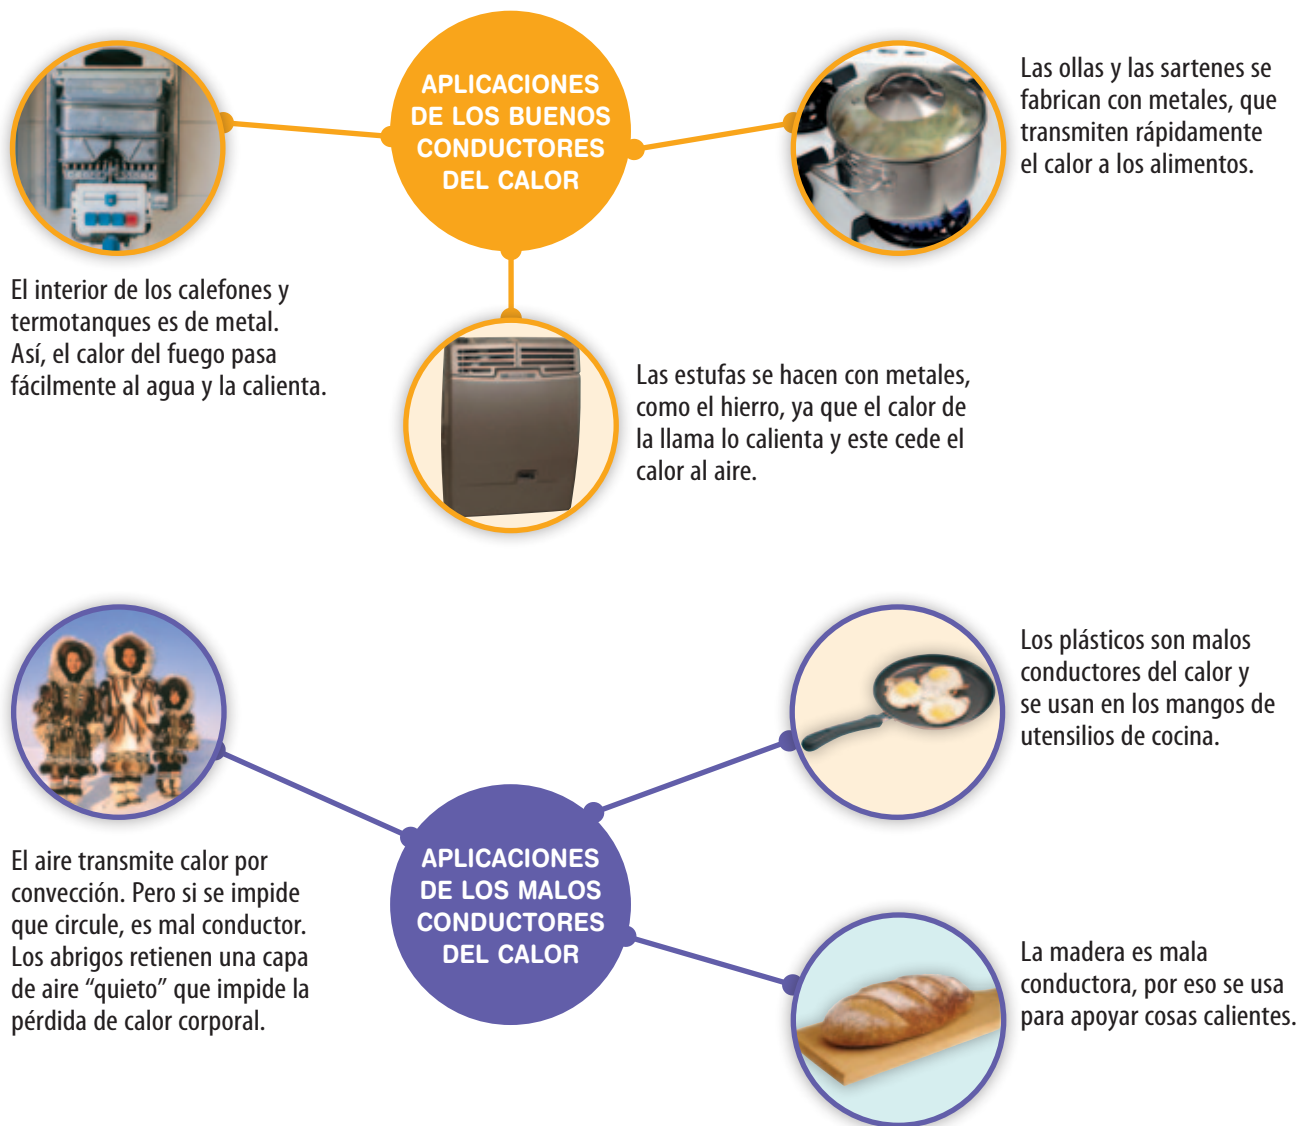 APLICACIONES
DE LOS BUENOS
CONDUCTORES
DEL CALOR
Las ollas y las sartenes se
fabrican con metales, que
transmiten rápidamente
el calor a los alimentos.
El interior de los calefones y
termotanques es de metal.
Así, el calor del fuego pasa
fácilmente al agua y la calienta.
Las estufas se hacen con metales,
como el hierro, ya que el calor de
la llama lo calienta y este cede el
calor al aire.
Los plásticos son malos
conductores del calor y
se usan en los mangos de
utensilios de cocina.
El aire transmite calor por
convección. Pero si se impide
que circule, es mal conductor.
Los abrigos retienen una capa
de aire “quieto” que impide la
pérdida de calor corporal.
APLICACIONES
DE LOS MALOS
CONDUCTORES
DEL CALOR
La madera es mala
conductora, por eso se usa
para apoyar cosas calientes.